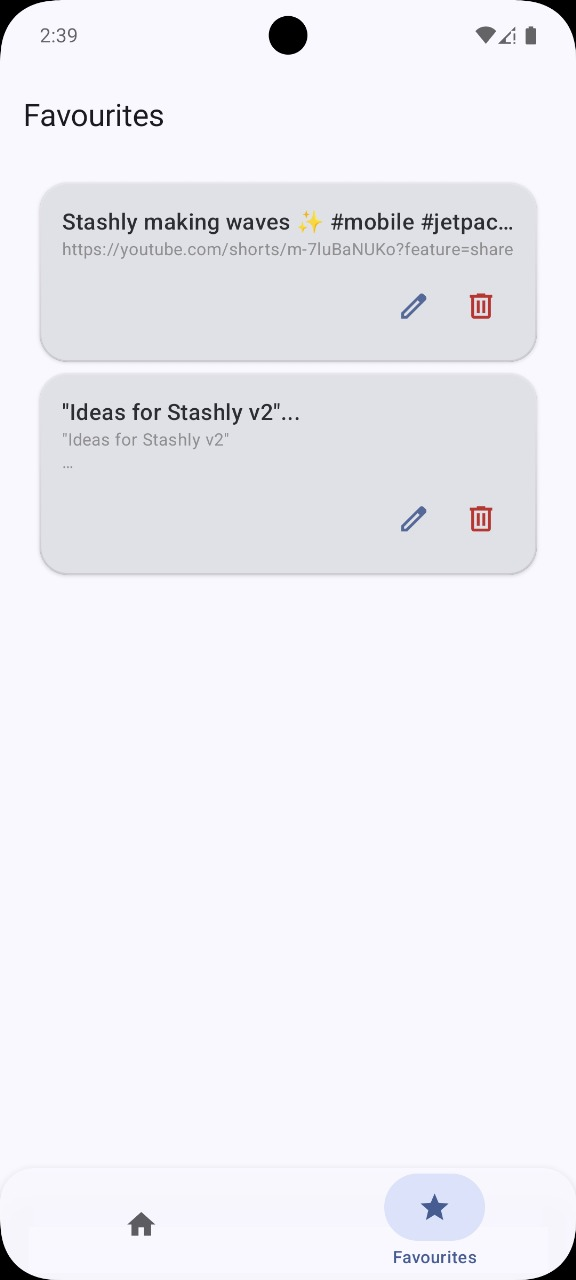 2:39
Favourites
Stashly making waves ✨ #mobile #jetpac...
https://youtube.com/shorts/m-7luBaNUKo?feature=share
"Ideas for Stashly v2"...
"Ideas for Stashly v2"
...
Favourites